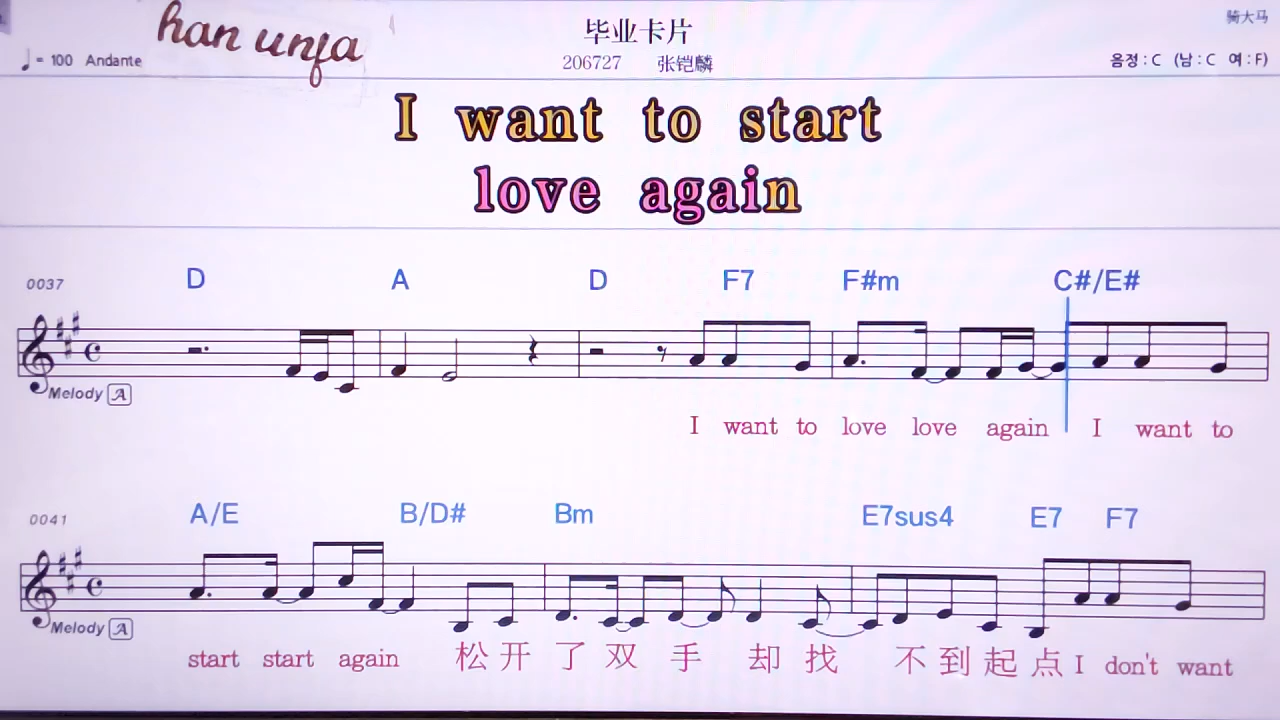 han unja
毕业卡片
骑大马
♩= 100 Andante
206727 张铠麟
음정 : C (남 : C 여 : F)
I want to start
love again
0037 D A D F7 F#m C#/E#
Melody A
I want to love love again I want to
0041 A/E B/D# Bm E7sus4 E7 F7
Melody A
start start again 松开了双手 却找 不到起点 I don't want